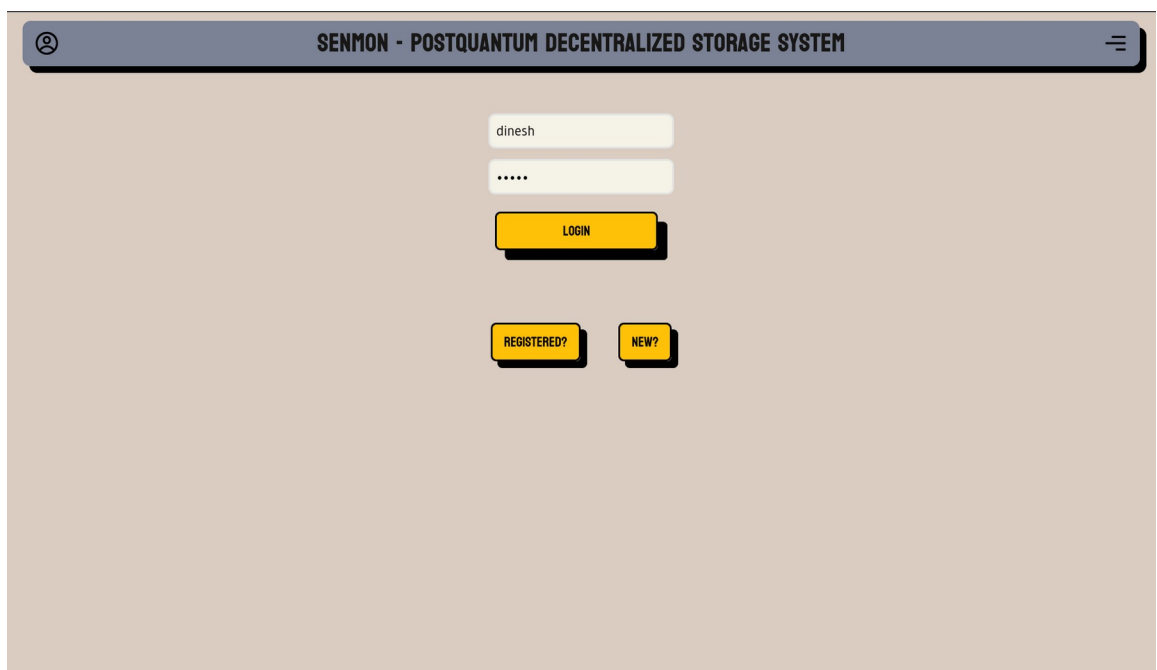 SENMON - POSTQUANTUM DECENTRALIZED STORAGE SYSTEM
dinesh
•••••
LOGIN
REGISTERED? NEW?